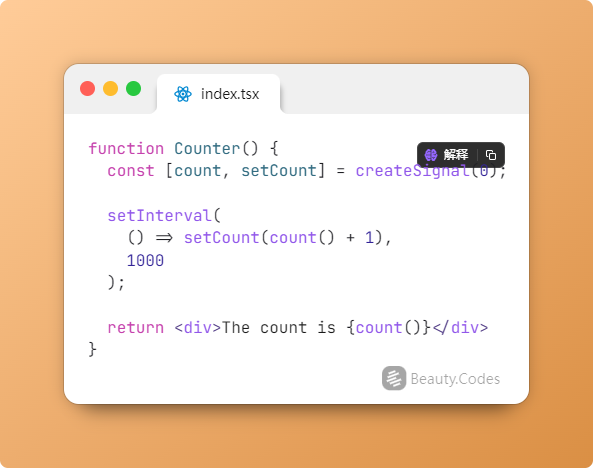 index.tsx
function Counter() {
解释
  const [count, setCount] = createSignal(0);

  setInterval(
    () => setCount(count() + 1),
    1000
  );

  return <div>The count is {count()}</div>
}
Beauty.Codes